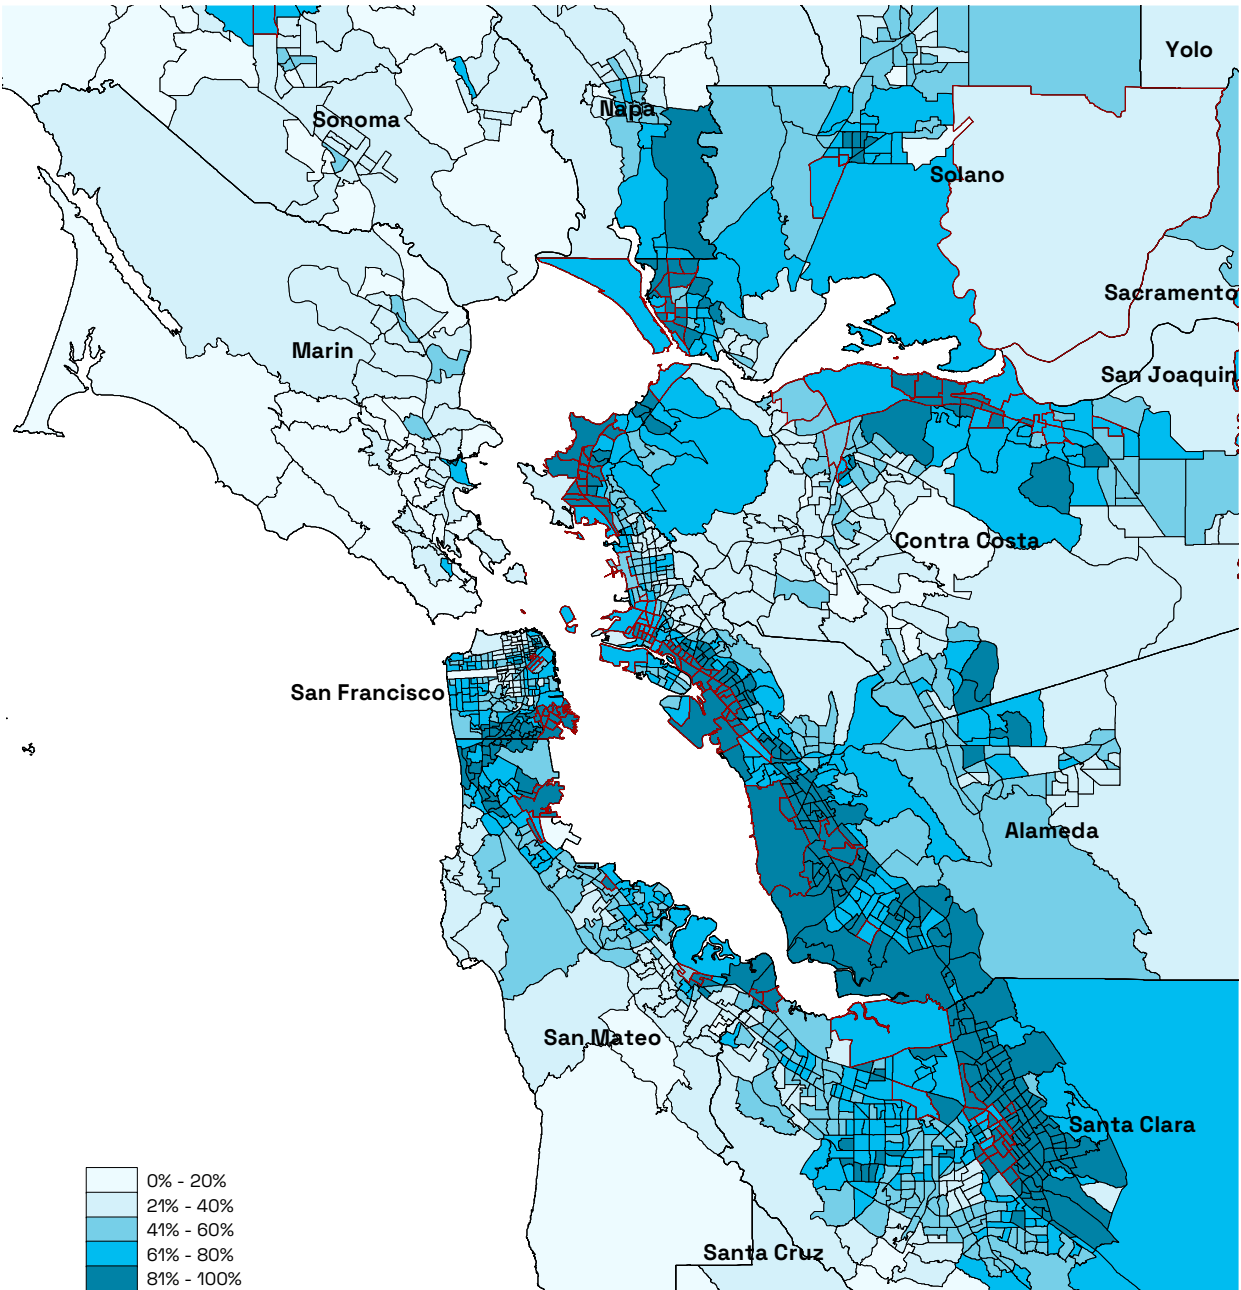 Yolo
Napa
Sonoma
Solano
Sacramento
Marin
San Joaquin
Contra Costa
San Francisco
Alameda
San Mateo
Santa Clara
Santa Cruz
0% - 20%
21% - 40%
41% - 60%
61% - 80%
81% - 100%